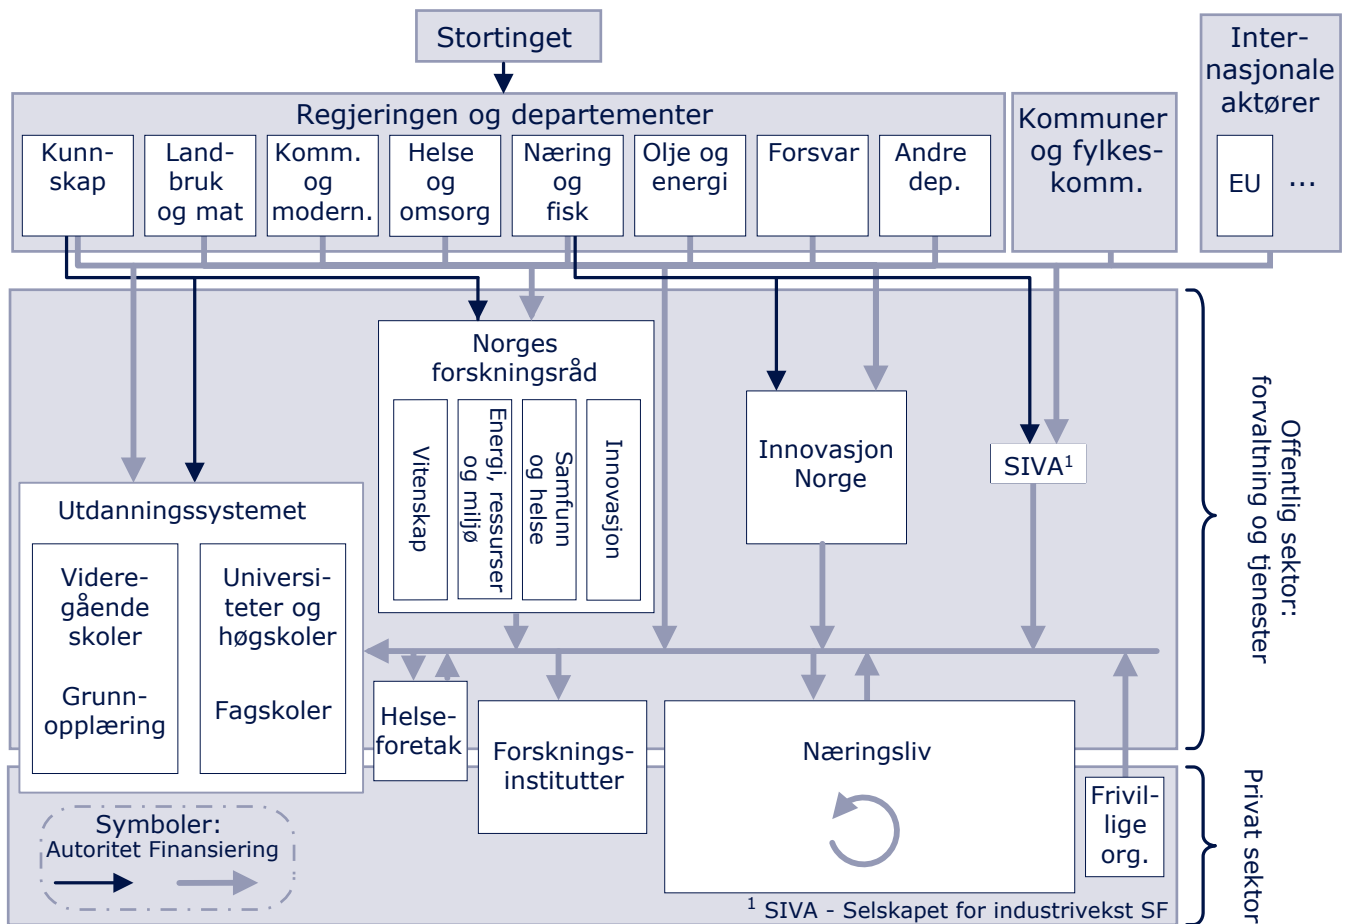 Stortinget
Inter-
nasjonale
aktører
EU
...
Regjeringen og departementer
Kunn-
skap
Land-
bruk
og mat
Komm.
og
modern.
Helse
og
omsorg
Næring
og
fisk
Olje og
energi
Forsvar
Andre
dep.
Kommuner
og fylkes-
komm.
Norges
forskningsråd
Vitenskap
Energi, ressurser
og miljø
Samfunn
og helse
Innovasjon
Innovasjon
Norge
SIVA¹
Offentlig sektor:
forvaltning og tjenester
Utdanningssystemet
Videre-
gående
skoler
Grunn-
opplæring
Universi-
teter og
høgskoler
Fagskoler
Helse-
foretak
Forsknings-
institutter
Næringsliv
Frivil-
lige
org.
Privat sektor
Symboler:
Autoritet Finansiering
¹ SIVA - Selskapet for industrivekst SF